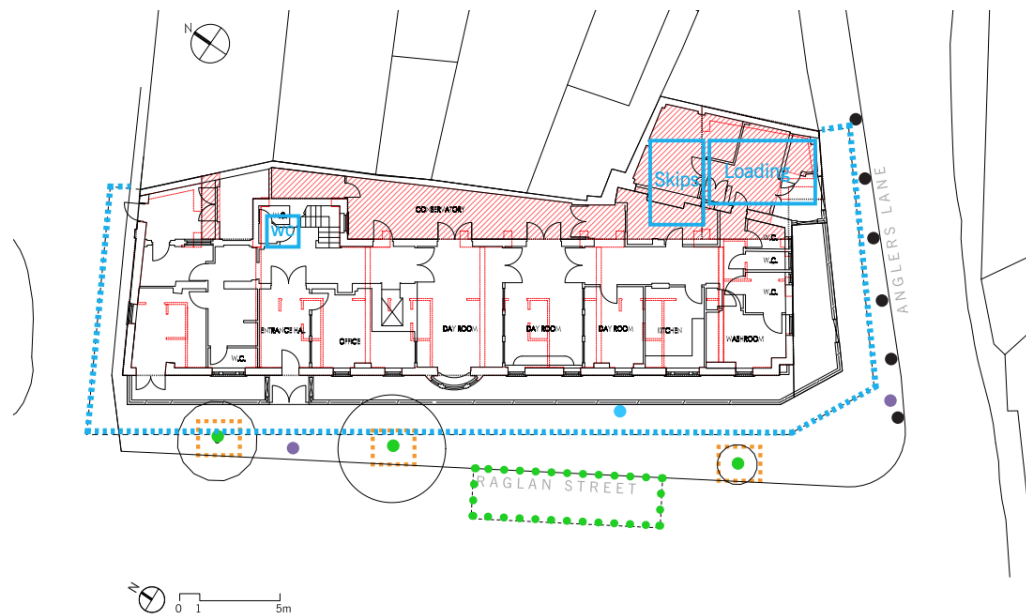 N
Skips
Loading
CONSERVATORY
WC
W.C.
W.C.
W.C.
ENTRANCE HAL
OFFICE
DAY ROOM
DAY ROOM
DAY ROOM
KITCHEN
WASHROOM
W.C.
ANGLERS LANE
RAGLAN STREET
N
0 1 5m